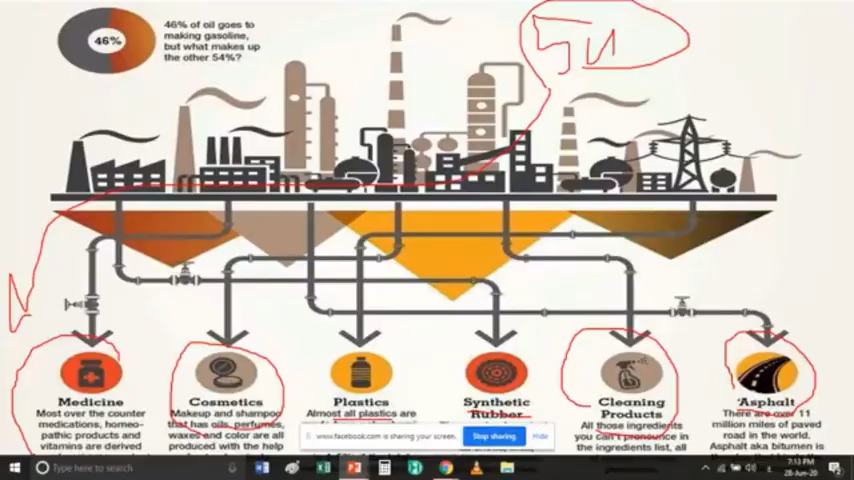 46%
46% of oil goes to
making gasoline,
but what makes up
the other 54%?
Medicine
Most over the counter
medications, homeo-
pathic products and
vitamins are derived
Cosmetics
Makeup and shampoo
that has oils, perfumes,
waxes and color are all
produced with the help
Plastics
Almost all plastics are
Synthetic
Rubber
Cleaning
Products
All those ingredients
you can't pronounce in
the ingredients list, all
Asphalt
There are over 11
million miles of paved
road in the world.
Asphalt aka bitumen is
www.facebook.com is sharing your screen.
Stop sharing
Hide
Type here to search
7:13 PM
28-Jun-20